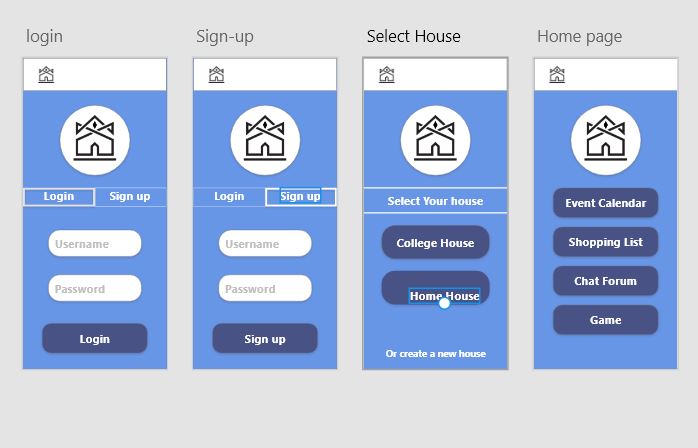 login
Sign-up
Select House
Home page
Login
Sign up
Username
Password
Login
Login
Sign up
Username
Password
Sign up
Select Your house
College House
Home House
Or create a new house
Event Calendar
Shopping List
Chat Forum
Game